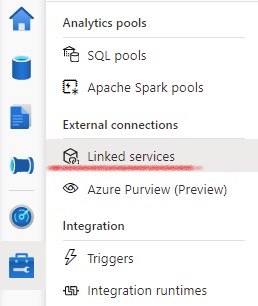 Analytics pools
SQL pools
Apache Spark pools
External connections
Linked services
Azure Purview (Preview)
Integration
Triggers
Integration runtimes